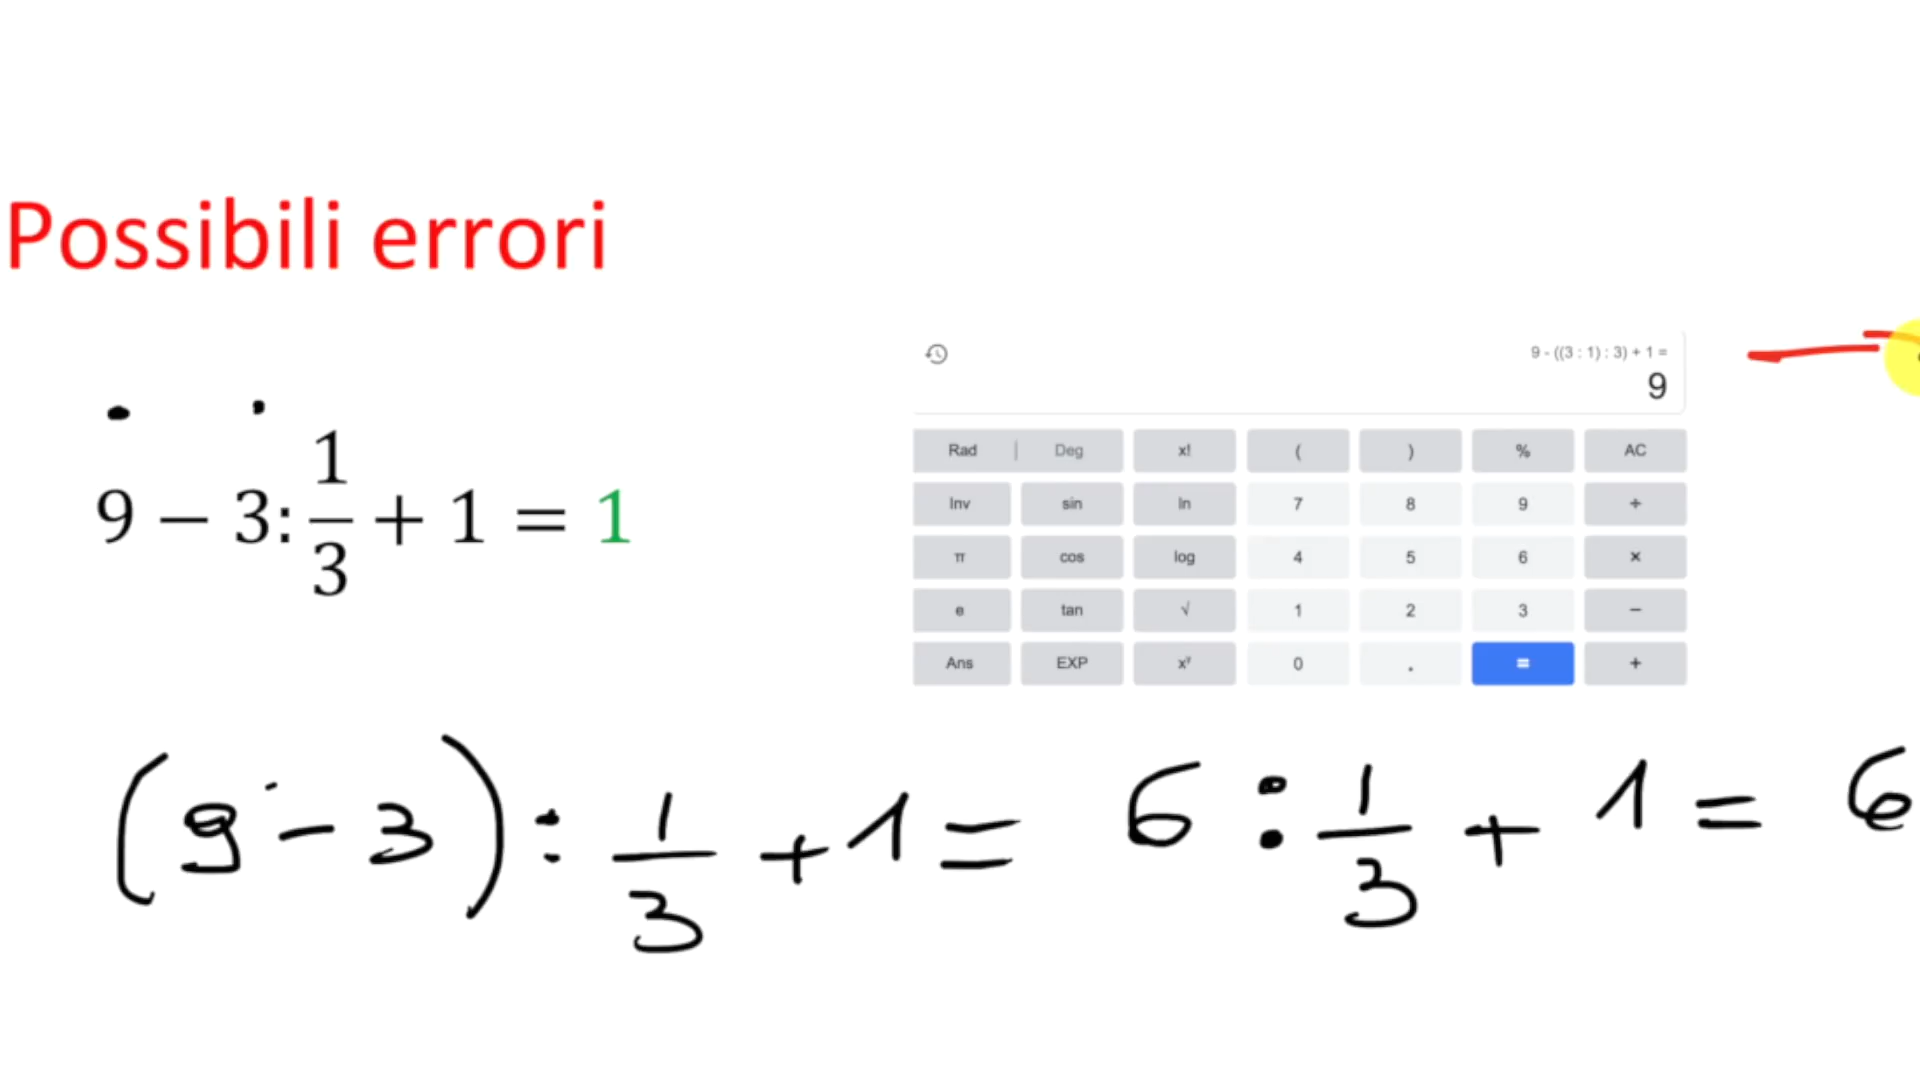 Possibili errori
9 − 3: 1/3 + 1 = 1
9 - ((3 : 1) : 3) + 1 =
9
Rad | Deg x! ( ) % AC
Inv sin ln 7 8 9 ÷
π cos log 4 5 6 ×
e tan √ 1 2 3 −
Ans EXP xʸ 0 . = +
(9 − 3) : 1/3 + 1 = 6 : 1/3 + 1 = 6